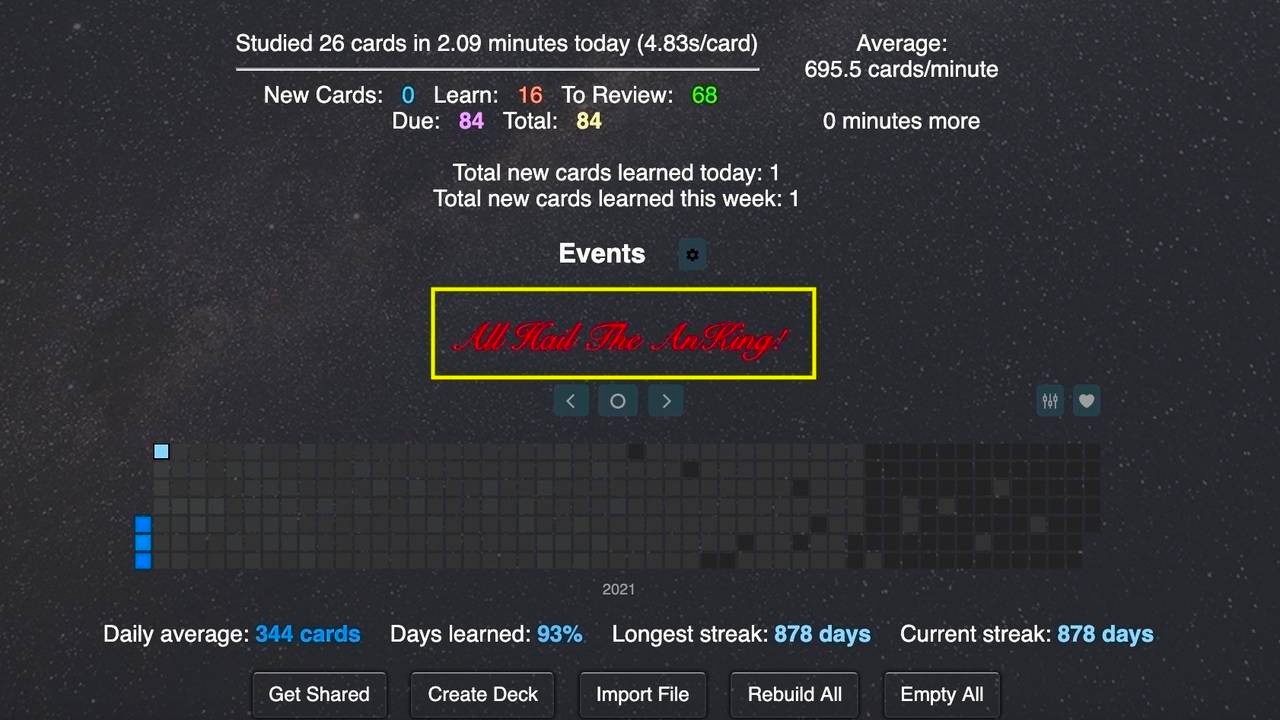 Studied 26 cards in 2.09 minutes today (4.83s/card)
Average:
695.5 cards/minute
New Cards: 0 Learn: 16 To Review: 68
Due: 84 Total: 84
0 minutes more
Total new cards learned today: 1
Total new cards learned this week: 1
Events
All Hail The AnKing!
2021
Daily average: 344 cards Days learned: 93% Longest streak: 878 days Current streak: 878 days
Get Shared Create Deck Import File Rebuild All Empty All